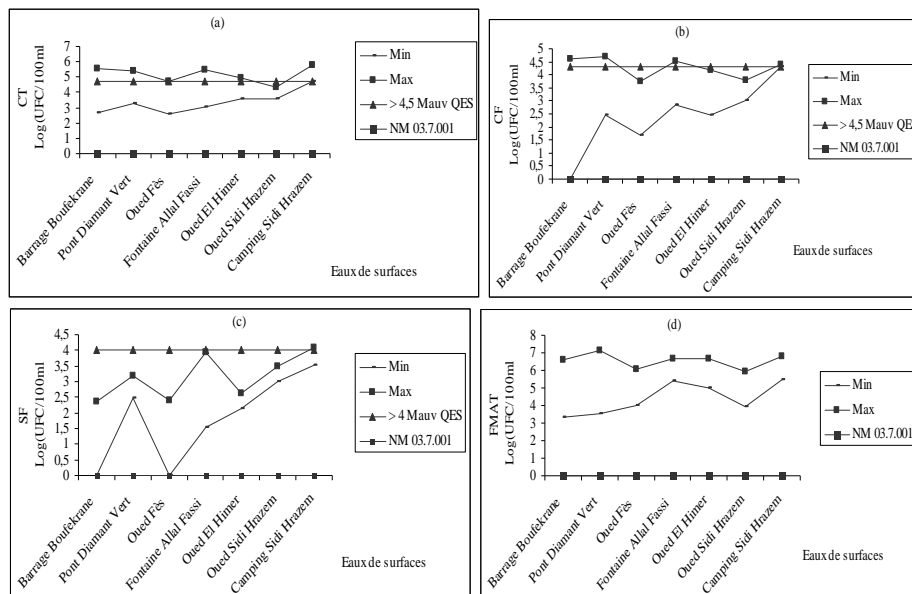 (a)
CT
Log(UFC/100ml)
7
6
5
4
3
2
1
0
Min
Max
> 4,5 Mauv QES
NM 03.7.001
Barrage Boufekrane
Pont Diamant Vert
Oued Fès
Fontaine Allal Fassi
Oued El Himer
Oued Sidi Hrazem
Camping Sidi Hrazem
Eaux de surfaces
(b)
CF
Log(UFC/100ml)
5
4,5
4
3,5
3
2,5
2
1,5
1
0,5
0
Min
Max
> 4,5 Mauv QES
NM 03.7.001
Barrage Boufekrane
Pont Diamant Vert
Oued Fès
Fontaine Allal Fassi
Oued El Himer
Oued Sidi Hrazem
Camping Sidi Hrazem
Eaux de surfaces
(c)
SF
Log(UFC/100ml)
4,5
4
3,5
3
2,5
2
1,5
1
0,5
0
Min
Max
> 4 Mauv QES
NM 03.7.001
Barrage Boufekrane
Pont Diamant Vert
Oued Fès
Fontaine Allal Fassi
Oued El Himer
Oued Sidi Hrazem
Camping Sidi Hrazem
Eaux de surfaces
(d)
FMAT
Log(UFC/100ml)
8
7
6
5
4
3
2
1
0
Min
Max
NM 03.7.001
Barrage Boufekrane
Pont Diamant Vert
Oued Fès
Fontaine Allal Fassi
Oued El Himer
Oued Sidi Hrazem
Camping Sidi Hrazem
Eaux de surfaces